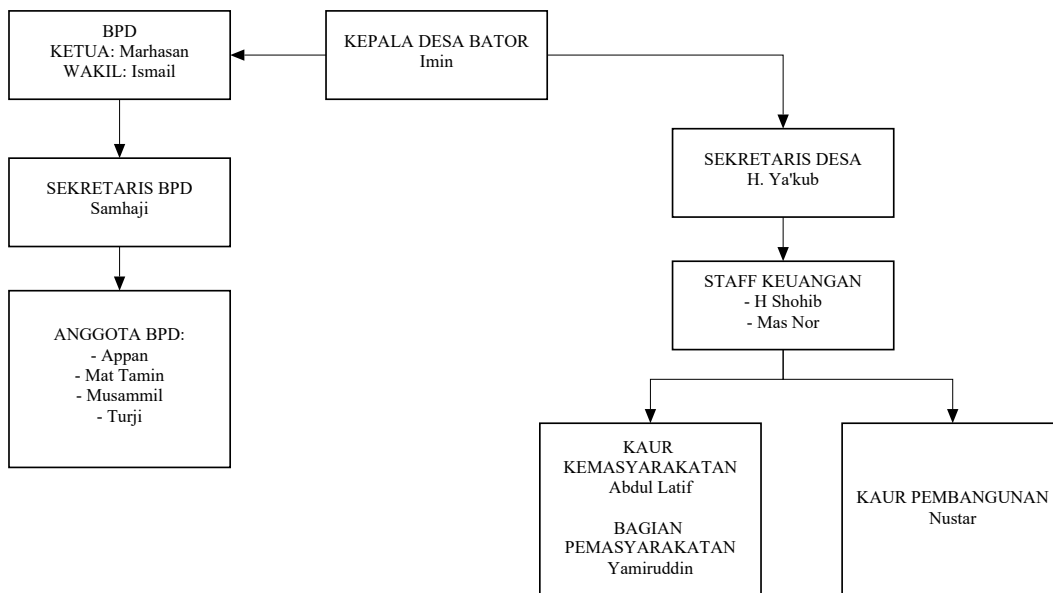 BPD
KETUA: Marhasan
WAKIL: Ismail
KEPALA DESA BATOR
Imin
SEKRETARIS BPD
Samhaji
SEKRETARIS DESA
H. Ya'kub
ANGGOTA BPD:
- Appan
- Mat Tamin
- Musammil
- Turji
STAFF KEUANGAN
- H Shohib
- Mas Nor
KAUR
KEMASYARAKATAN
Abdul Latif
BAGIAN
PEMASYARAKATAN
Yamiruddin
KAUR PEMBANGUNAN
Nustar